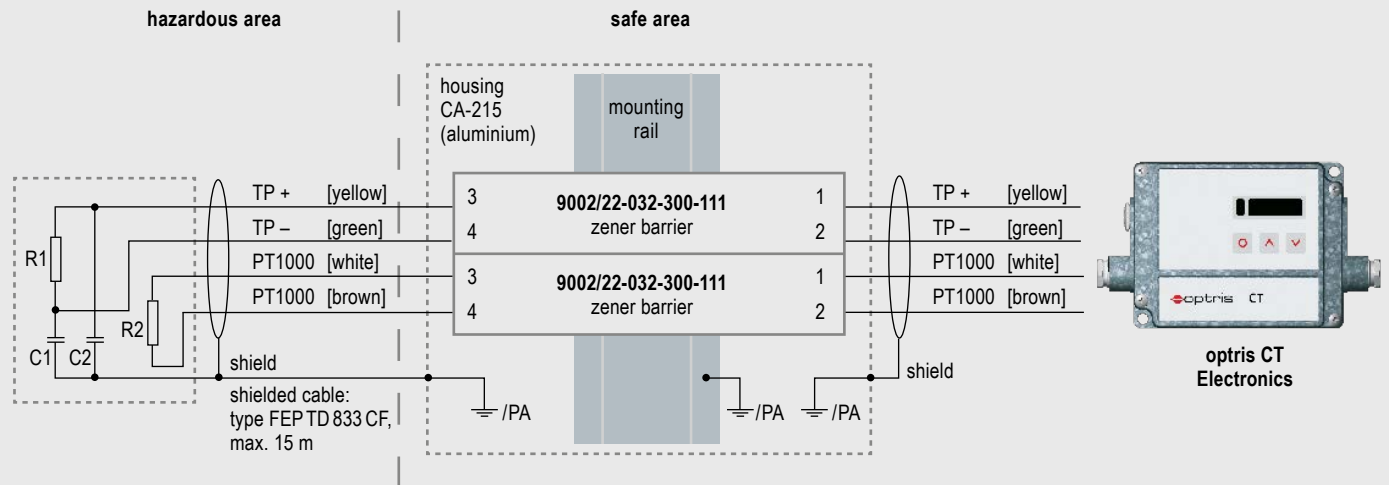 hazardous area
safe area
housing
CA-215
(aluminium)
mounting
rail
TP + [yellow]
TP – [green]
PT1000 [white]
PT1000 [brown]
R1
R2
C1
C2
3
4
9002/22-032-300-111
zener barrier
1
2
3
4
9002/22-032-300-111
zener barrier
1
2
TP + [yellow]
TP – [green]
PT1000 [white]
PT1000 [brown]
shield
shielded cable:
type FEP TD 833 CF,
max. 15 m
/PA
/PA
/PA
shield
optris CT
optris CT
Electronics